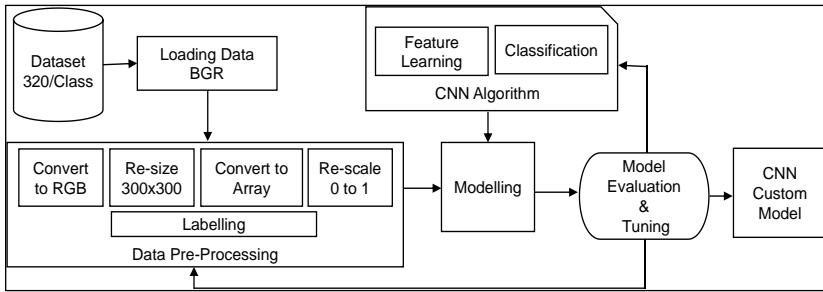 Dataset
320/Class
Loading Data
BGR
Feature
Learning
Classification
CNN Algorithm
Convert
to RGB
Re-size
300x300
Convert to
Array
Re-scale
0 to 1
Labelling
Data Pre-Processing
Modelling
Model
Evaluation
&
Tuning
CNN
Custom
Model